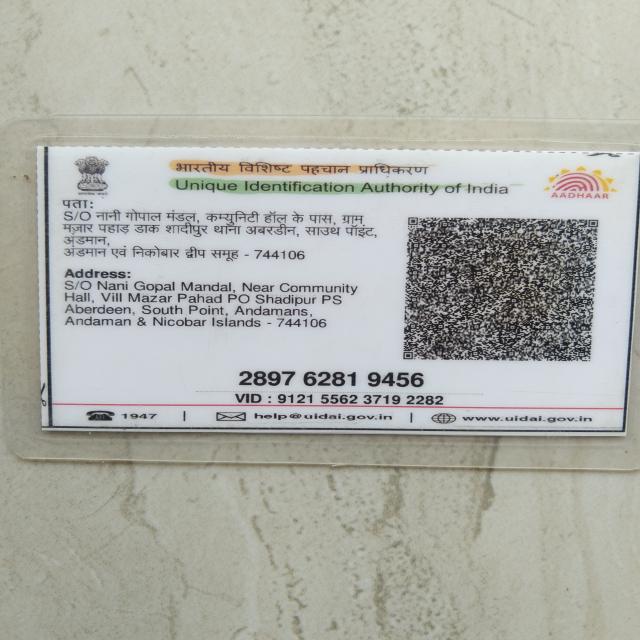 भारतीय विशिष्ट पहचान प्राधिकरण
Unique Identification Authority of India
AADHAAR
पता:
S/O नानी गोपाल मंडल, कम्युनिटी हॉल के पास, ग्राम
मज़ार पहाड़ डाक शादीपुर थाना अबरडीन, साउथ पॉइंट,
अंडमान,
अंडमान एवं निकोबार द्वीप समूह - 744106
Address:
S/O Nani Gopal Mandal, Near Community
Hall, Vill Mazar Pahad PO Shadipur PS
Aberdeen, South Point, Andamans,
Andaman & Nicobar Islands - 744106
2897 6281 9456
VID : 9121 5562 3719 2282
1947 | help@uidai.gov.in | www.uidai.gov.in